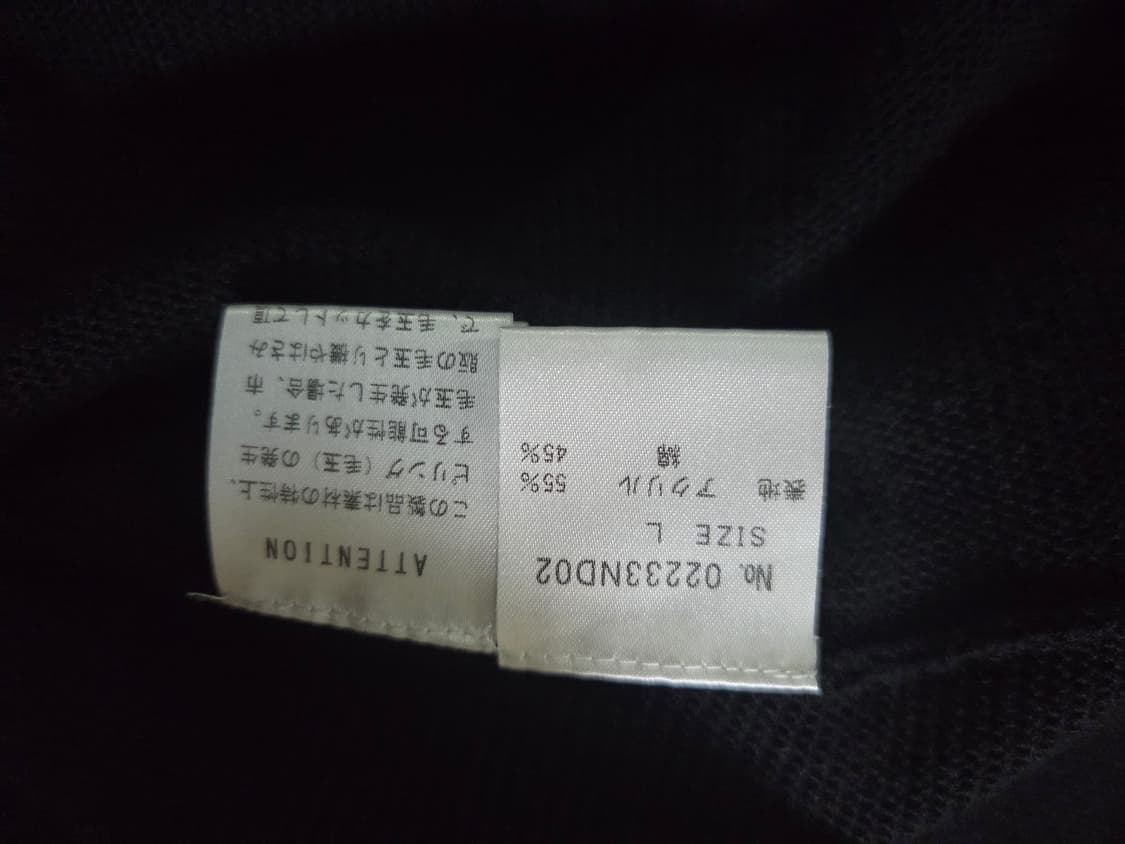 No. 02233ND02
SIZE L
表地 アクリル 55%
綿 45%
ATTENTION
この製品は素材の特性上、
ピリング（毛玉）の発生
する可能性があります。
毛玉が発生した場合、市
販の毛玉とり機やはさみ
で、毛玉をカットして頂